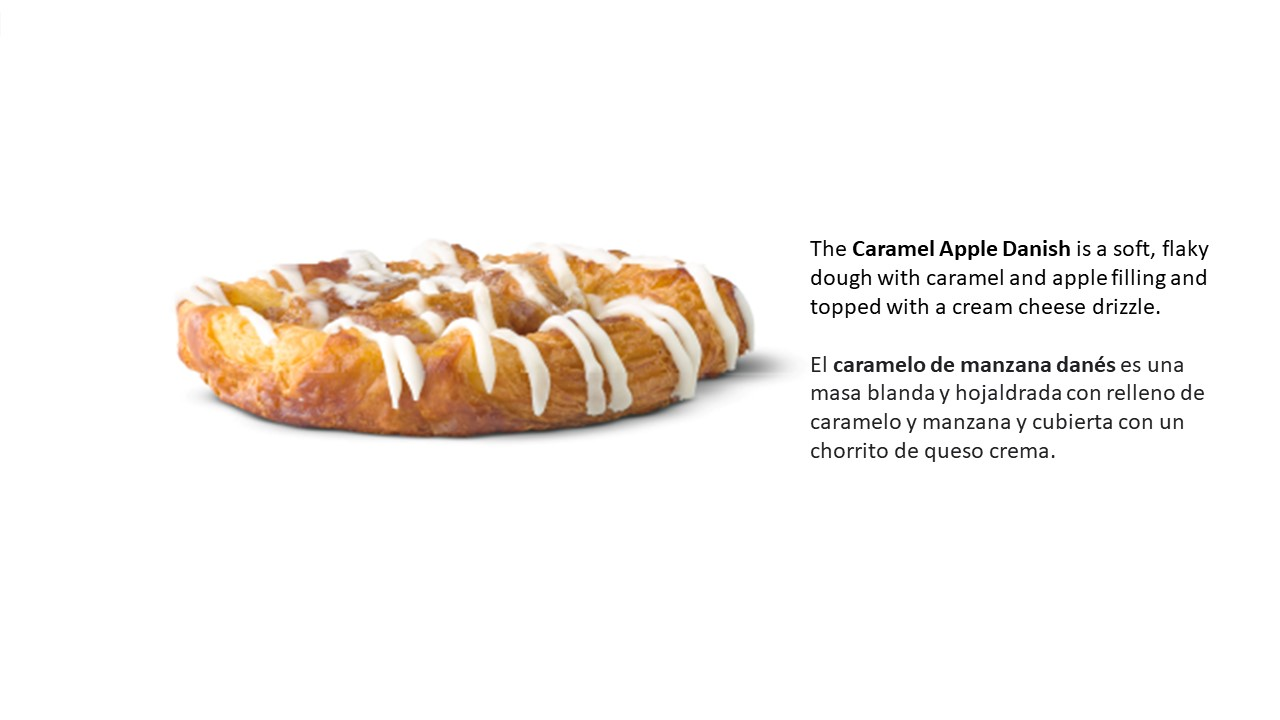 The Caramel Apple Danish is a soft, flaky
dough with caramel and apple filling and
topped with a cream cheese drizzle.
El caramelo de manzana danés es una
masa blanda y hojaldrada con relleno de
caramelo y manzana y cubierta con un
chorrito de queso crema.